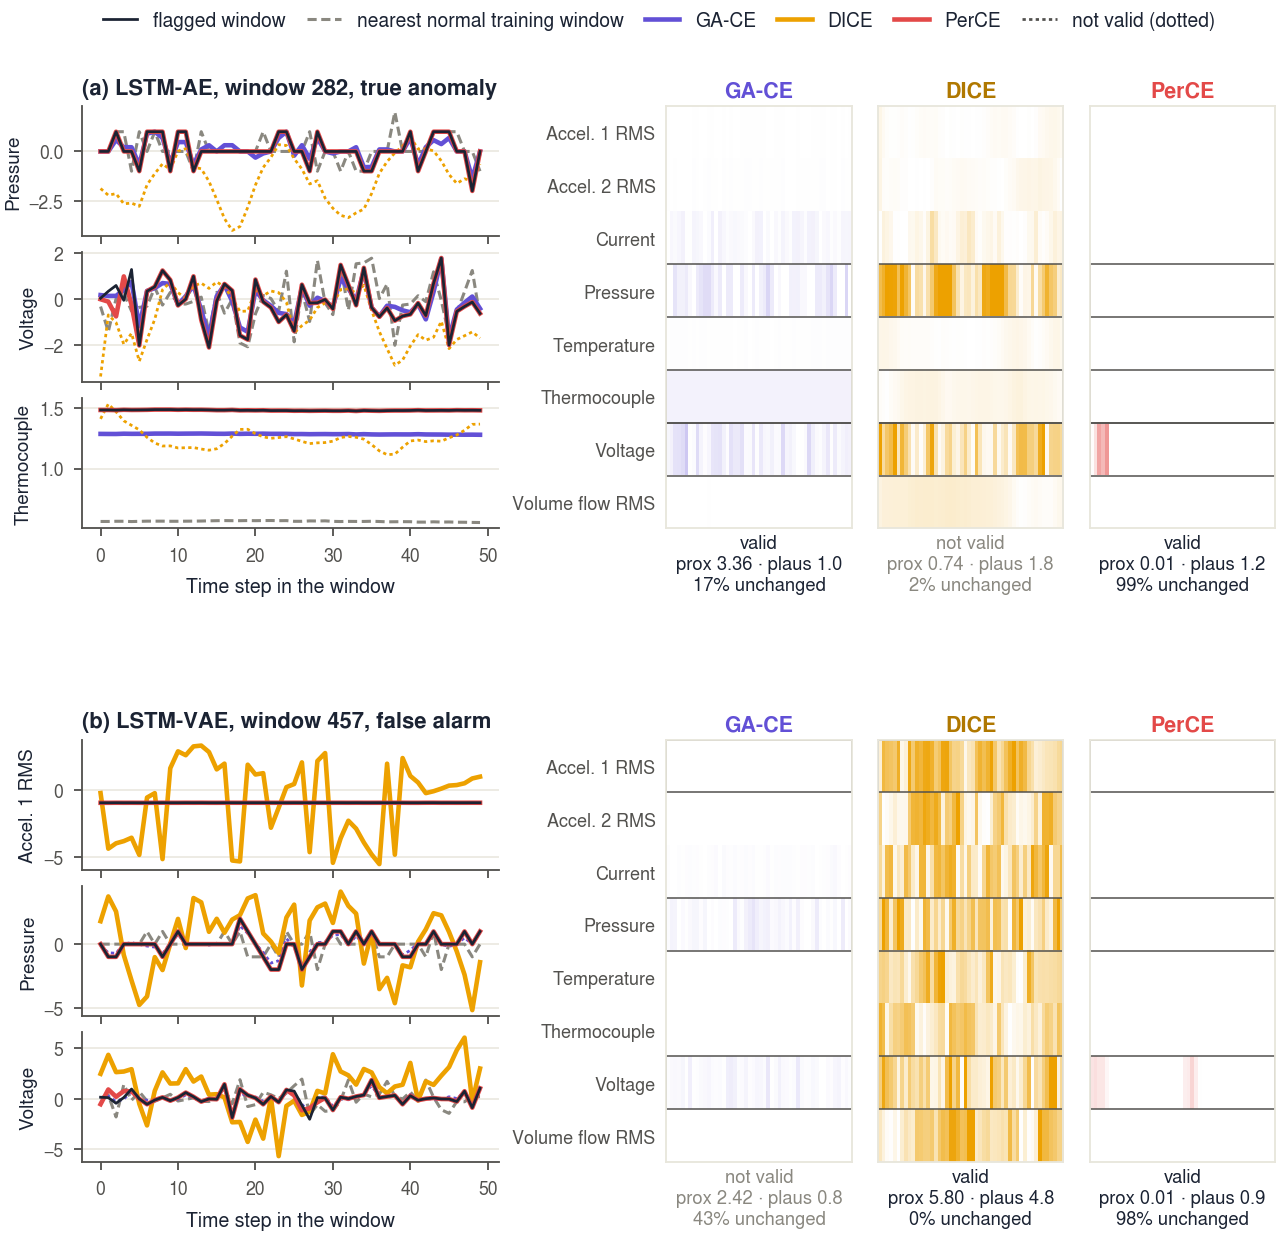 flagged window nearest normal training window GA-CE DICE PerCE not valid (dotted)
(a) LSTM-AE, window 282, true anomaly
Pressure
0.0
−2.5
Voltage
2
0
−2
Thermocouple
1.5
1.0
0 10 20 30 40 50
Time step in the window
GA-CE DICE PerCE
Accel. 1 RMS
Accel. 2 RMS
Current
Pressure
Temperature
Thermocouple
Voltage
Volume flow RMS
valid
prox 3.36 · plaus 1.0
17% unchanged
not valid
prox 0.74 · plaus 1.8
2% unchanged
valid
prox 0.01 · plaus 1.2
99% unchanged
(b) LSTM-VAE, window 457, false alarm
Accel. 1 RMS
0
−5
Pressure
0
−5
Voltage
5
0
−5
0 10 20 30 40 50
Time step in the window
GA-CE DICE PerCE
Accel. 1 RMS
Accel. 2 RMS
Current
Pressure
Temperature
Thermocouple
Voltage
Volume flow RMS
not valid
prox 2.42 · plaus 0.8
43% unchanged
valid
prox 5.80 · plaus 4.8
0% unchanged
valid
prox 0.01 · plaus 0.9
98% unchanged